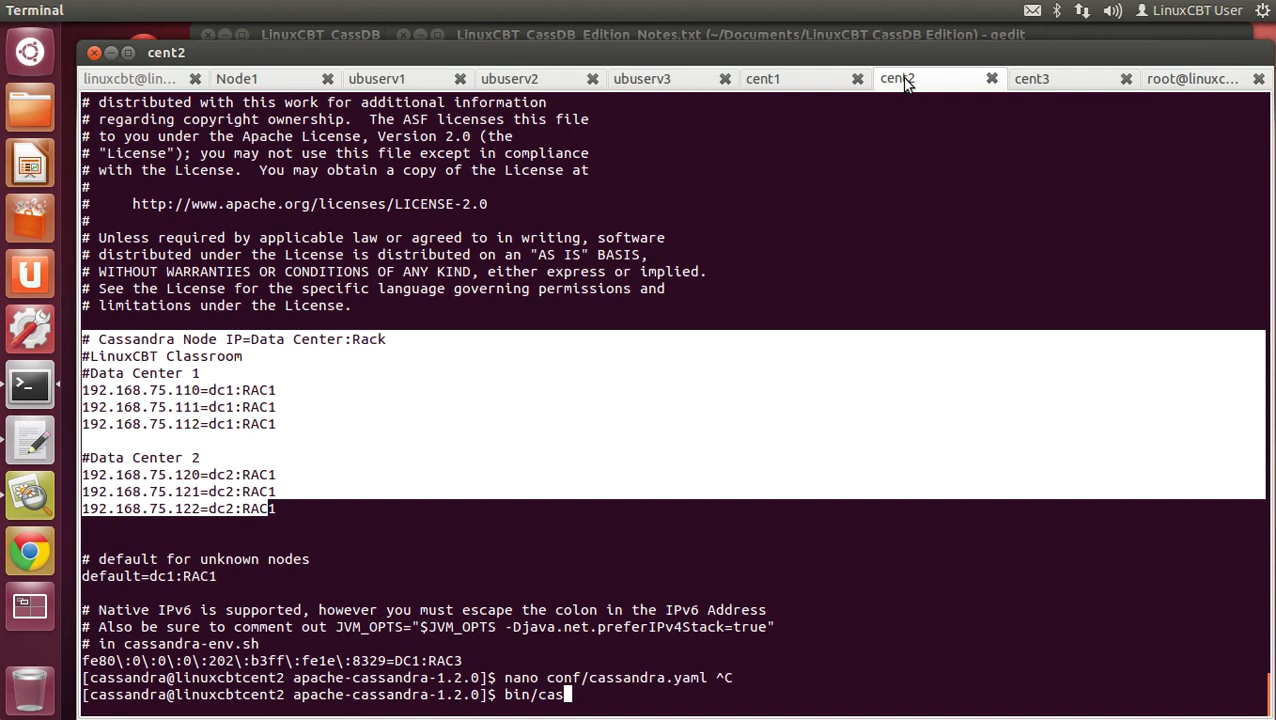 Terminal
LinuxCBT User
LinuxCBT_CassDB
LinuxCBT_CassDB_Edition_Notes.txt (~/Documents/LinuxCBT CassDB Edition) - gedit
cent2
linuxcbt@lin...
Node1
ubuserv1
ubuserv2
ubuserv3
cent1
cent2
cent3
root@linuxc...
# distributed with this work for additional information
# regarding copyright ownership.  The ASF licenses this file
# to you under the Apache License, Version 2.0 (the
# "License"); you may not use this file except in compliance
# with the License.  You may obtain a copy of the License at
#
#     http://www.apache.org/licenses/LICENSE-2.0
#
# Unless required by applicable law or agreed to in writing, software
# distributed under the License is distributed on an "AS IS" BASIS,
# WITHOUT WARRANTIES OR CONDITIONS OF ANY KIND, either express or implied.
# See the License for the specific language governing permissions and
# limitations under the License.
# Cassandra Node IP=Data Center:Rack
#LinuxCBT Classroom
#Data Center 1
192.168.75.110=dc1:RAC1
192.168.75.111=dc1:RAC1
192.168.75.112=dc1:RAC1
#Data Center 2
192.168.75.120=dc2:RAC1
192.168.75.121=dc2:RAC1
192.168.75.122=dc2:RAC1
# default for unknown nodes
default=dc1:RAC1
# Native IPv6 is supported, however you must escape the colon in the IPv6 Address
# Also be sure to comment out JVM_OPTS="$JVM_OPTS -Djava.net.preferIPv4Stack=true"
# in cassandra-env.sh
fe80\:0\:0\:0\:202\:b3ff\:fe1e\:8329=DC1:RAC3
[cassandra@linuxcbtcent2 apache-cassandra-1.2.0]$ nano conf/cassandra.yaml ^C
[cassandra@linuxcbtcent2 apache-cassandra-1.2.0]$ bin/cas